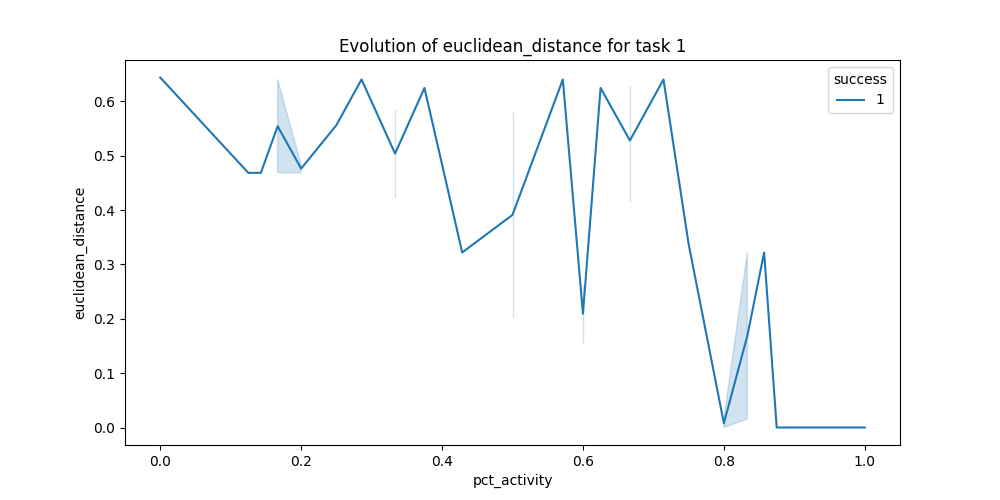 Evolution of euclidean_distance for task 1
success
1
euclidean_distance
0.6
0.5
0.4
0.3
0.2
0.1
0.0
0.0 0.2 0.4 0.6 0.8 1.0
pct_activity